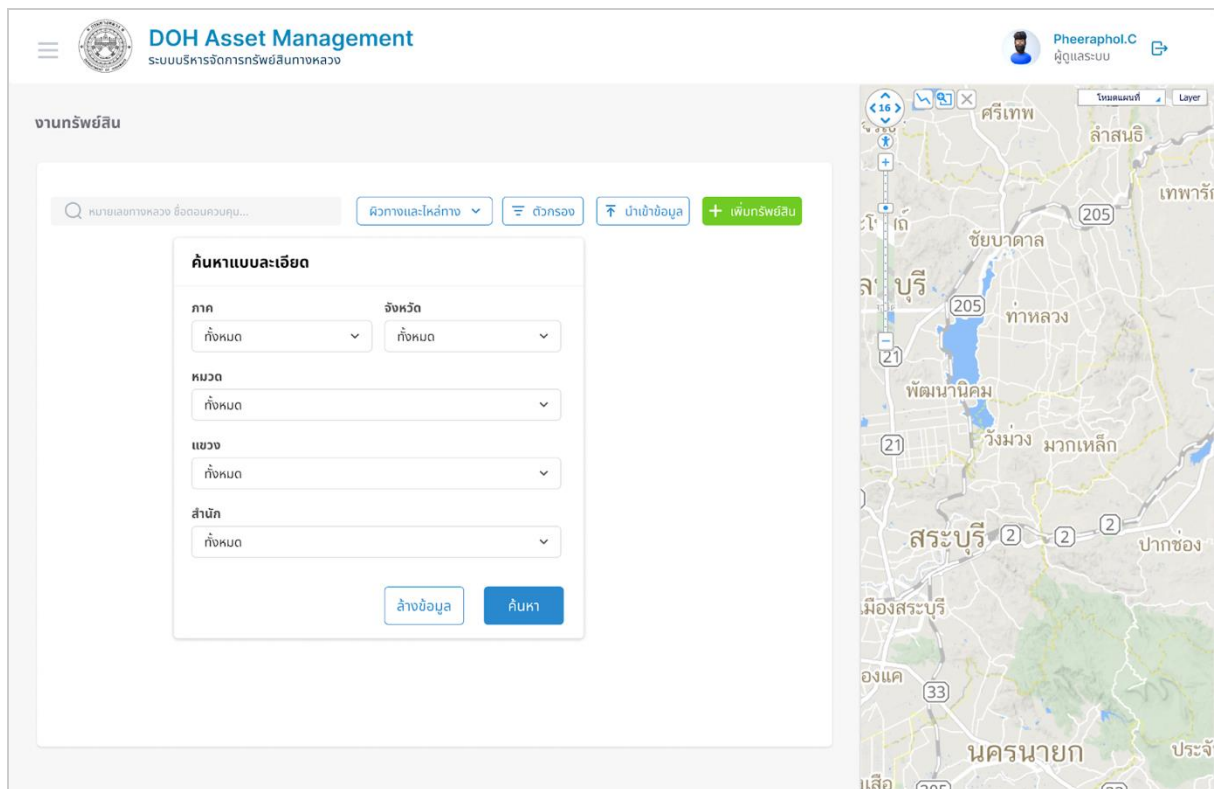 DOH Asset Management
ระบบบริหารจัดการทรัพย์สินทางหลวง
Pheeraphol.C
ผู้ดูแลระบบ
งานทรัพย์สิน
หมายเลขทางหลวง ชื่อตอนควบคุม...
ผิวทางและไหล่ทาง
ตัวกรอง
นำเข้าข้อมูล
+ เพิ่มทรัพย์สิน
ค้นหาแบบละเอียด
ภาค จังหวัด
ทั้งหมด ทั้งหมด
หมวด
ทั้งหมด
แขวง
ทั้งหมด
สำนัก
ทั้งหมด
ล้างข้อมูล ค้นหา
16
โหมดแผนที่
Layer
ศรีเทพ
ลำสนธิ
205
ชัยบาดาล
บุรี
205
ท่าหลวง
21
พัฒนานิคม
21
วังม่วง
มวกเหล็ก
สระบุรี
2
2
2
ปากช่อง
เมืองสระบุรี
33
นครนายก